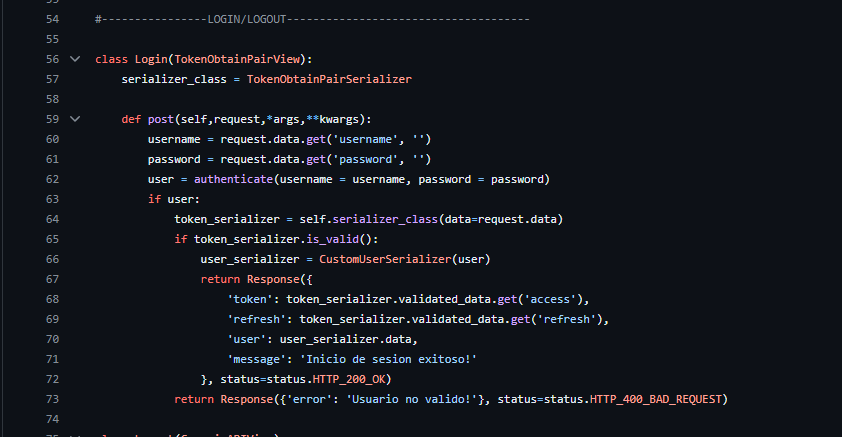 54 #----------------LOGIN/LOGOUT-------------------------------------
55
56 class Login(TokenObtainPairView):
57     serializer_class = TokenObtainPairSerializer
58
59     def post(self,request,*args,**kwargs):
60         username = request.data.get('username', '')
61         password = request.data.get('password', '')
62         user = authenticate(username = username, password = password)
63         if user:
64             token_serializer = self.serializer_class(data=request.data)
65             if token_serializer.is_valid():
66                 user_serializer = CustomUserSerializer(user)
67                 return Response({
68                     'token': token_serializer.validated_data.get('access'),
69                     'refresh': token_serializer.validated_data.get('refresh'),
70                     'user': user_serializer.data,
71                     'message': 'Inicio de sesion exitoso!'
72                 }, status=status.HTTP_200_OK)
73             return Response({'error': 'Usuario no valido!'}, status=status.HTTP_400_BAD_REQUEST)
74